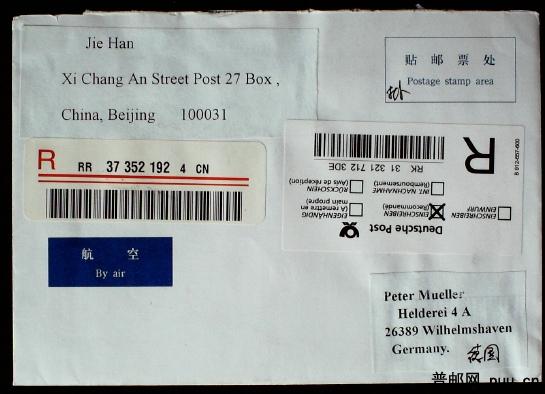 Jie Han
Xi Chang An Street Post 27 Box ,
China, Beijing 100031
贴 邮 票 处
Postage stamp area
R
RR 37 352 192 4 CN
航 空
By air
R
RK 31 321 712 3DE
Deutsche Post
EINSCHREIBEN
EINWURF
EINSCHREIBEN
(Recommandé)
EIGENHÄNDIG
(A remettre en
main propre)
INT. NACHNAHME
(Remboursement)
RÜCKSCHEIN
(Avis de réception)
Peter Mueller
Helderei 4 A
26389 Wilhelmshaven
Germany. 德国
普邮网 puu.cn